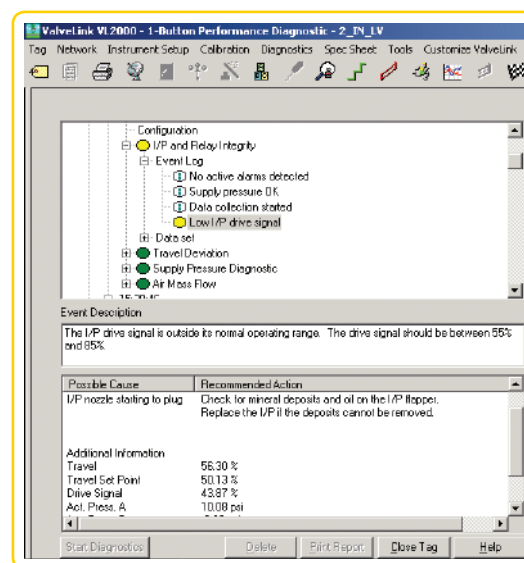 ValveLink VL2000 - 1-Button Performance Diagnostic - 2_IN_LV
Tag Network Instrument Setup Calibration Diagnostics Spec Sheet Tools Customize ValveLink
Configuration
I/P and Relay Integrity
Event Log
No active alarms detected
Supply pressure OK
Data collection started
Low I/P drive signal
Data set
Travel Deviation
Supply Pressure Diagnostic
Air Mass Flow
Event Description
The I/P drive signal is outside its normal operating range. The drive signal should be between 55%
and 85%.
Possible Cause Recommended Action
I/P nozzle starting to plug Check for mineral deposits and oil on the I/P flapper.
Replace the I/P if the deposits cannot be removed.
Additional Information
Travel 56.30 %
Travel Set Point 50.13 %
Drive Signal 43.87 %
Act. Press. A 10.08 psi
Start Diagnostics Delete Print Report Close Tag Help